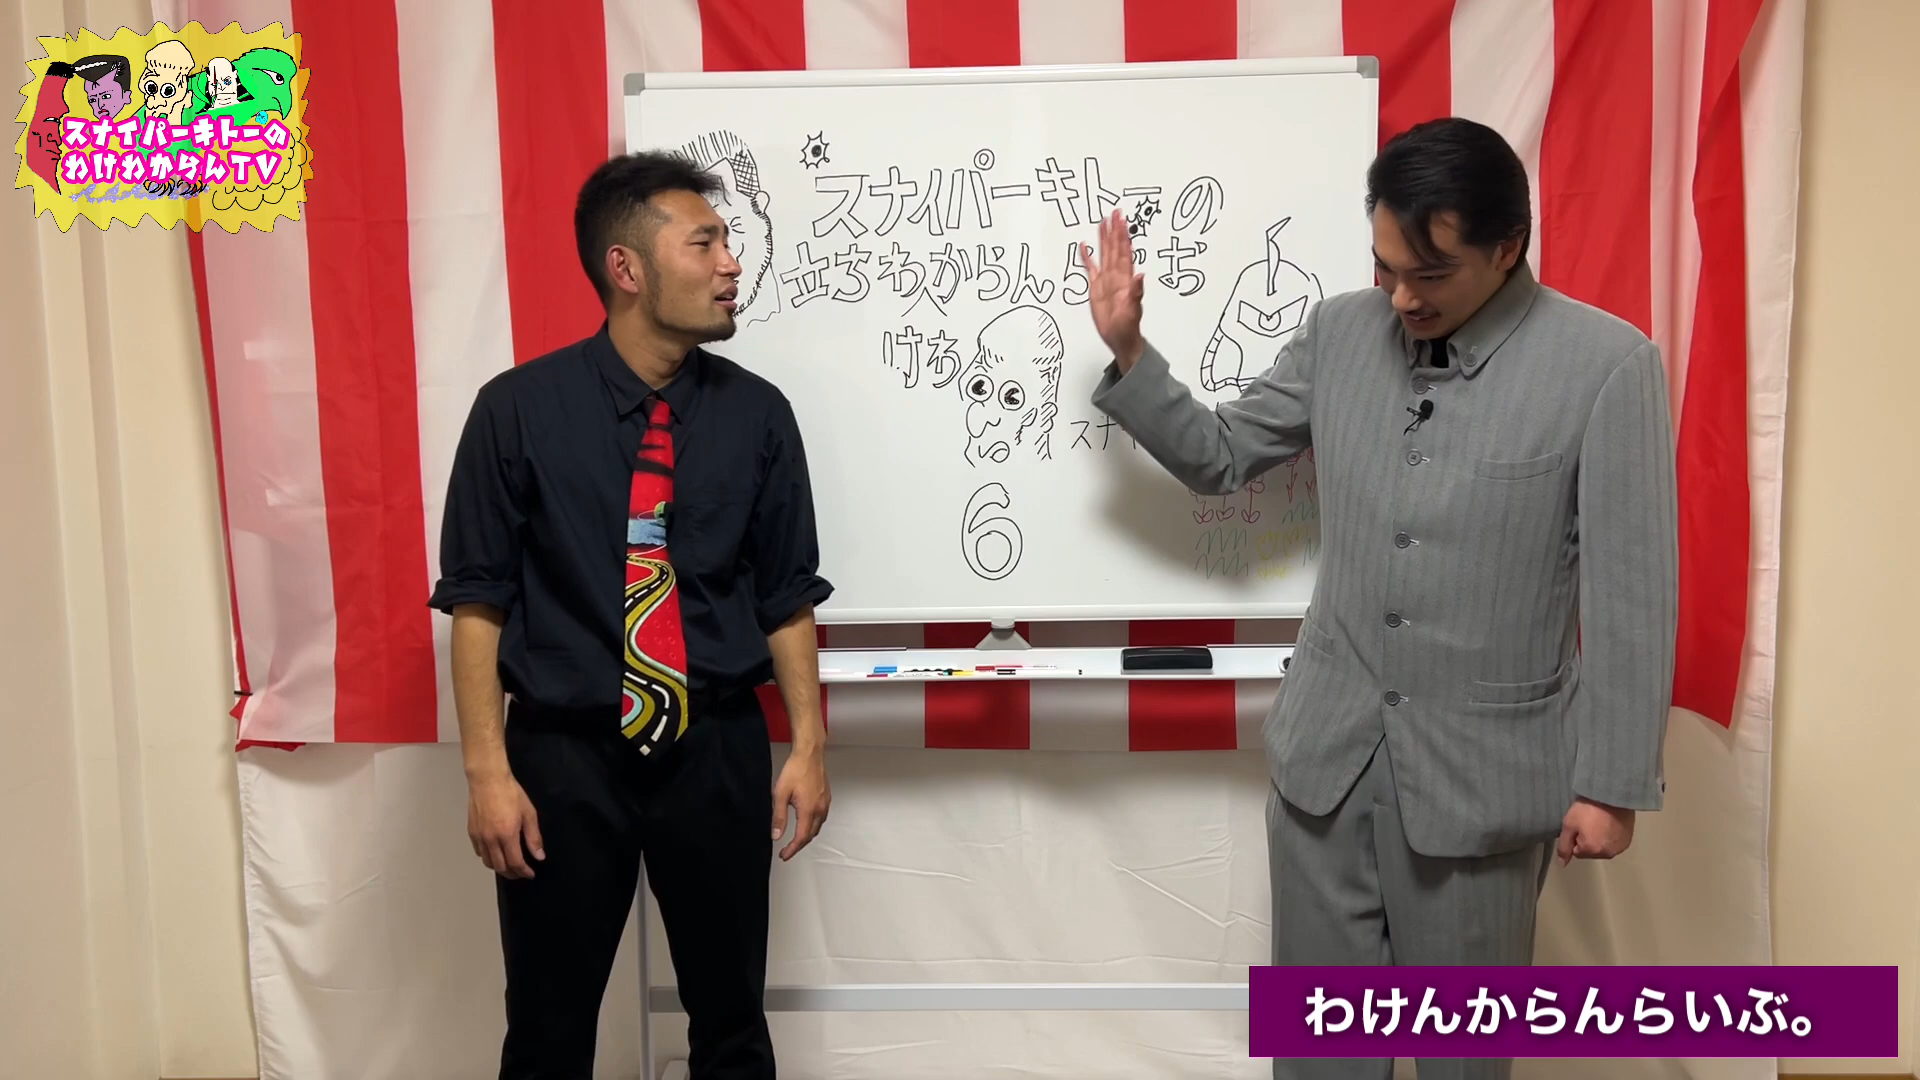 スナイパーキトーの
わけわからんTV
スナイパーキトーの
立ちわからんらじお
けわ
スナイ
6
わけんからんらいぶ。